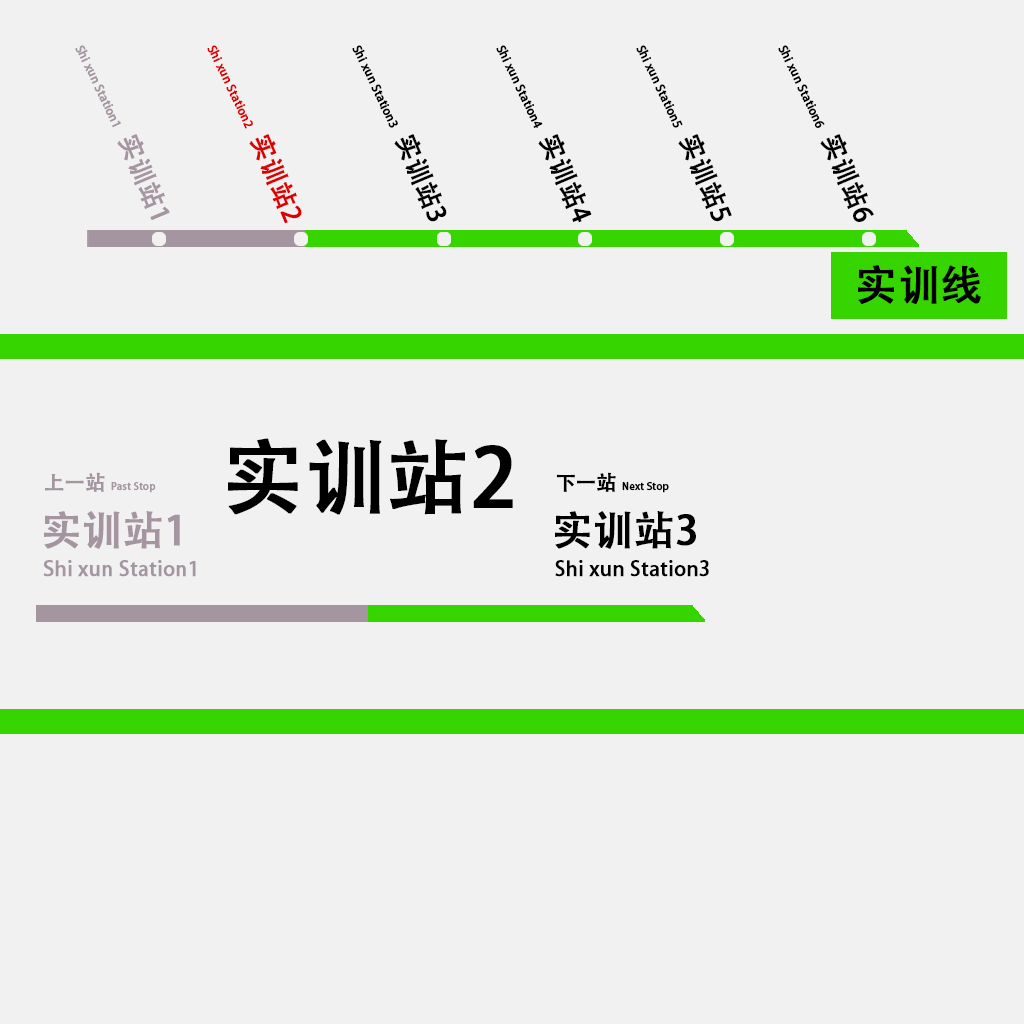 Shi xun Station1 实训站1
Shi xun Station2 实训站2
Shi xun Station3 实训站3
Shi xun Station4 实训站4
Shi xun Station5 实训站5
Shi xun Station6 实训站6
实训线
实训站2
上一站 Past Stop
实训站1
Shi xun Station1
下一站 Next Stop
实训站3
Shi xun Station3